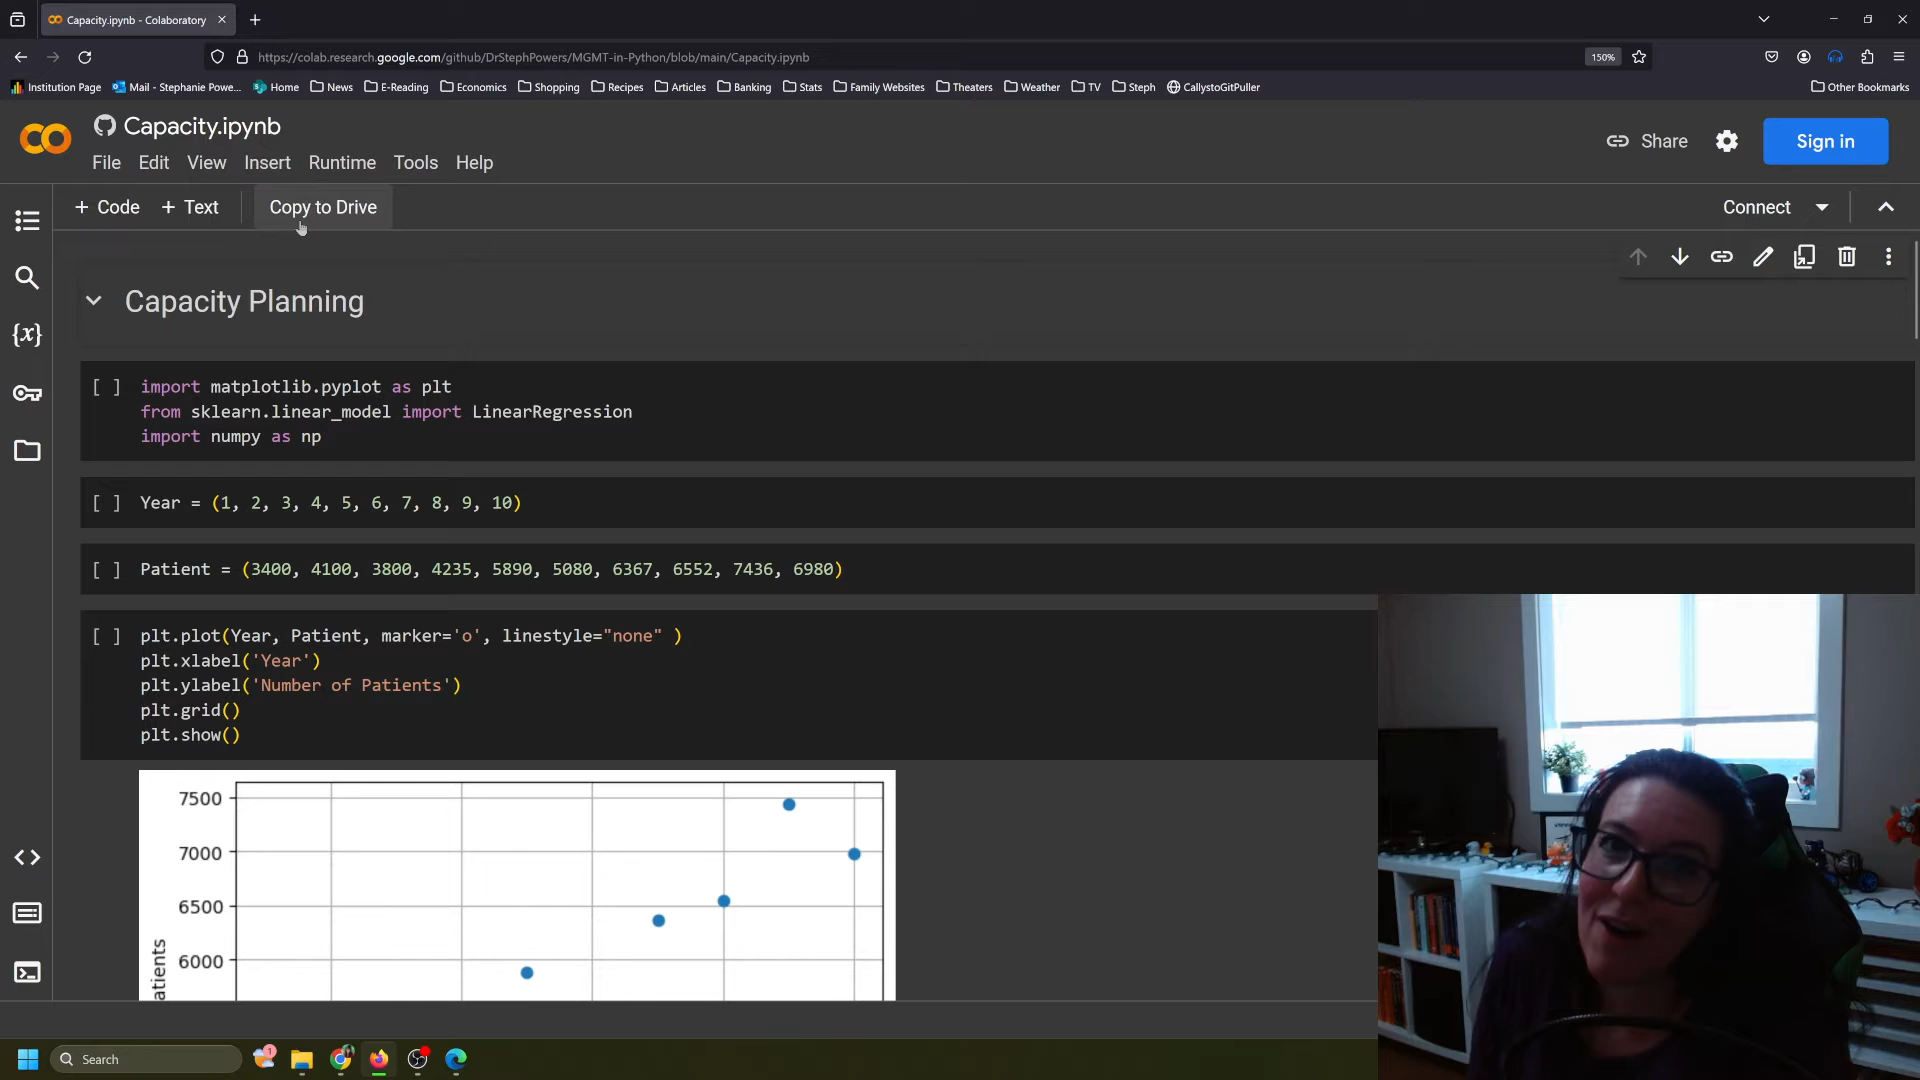 Capacity.ipynb - Colaboratory
https://colab.research.google.com/github/DrStephPowers/MGMT-in-Python/blob/main/Capacity.ipynb
150%
Institution Page
Mail - Stephanie Powe...
Home
News
E-Reading
Economics
Shopping
Recipes
Articles
Banking
Stats
Family Websites
Theaters
Weather
TV
Steph
CallystoGitPuller
Other Bookmarks
Capacity.ipynb
Share
Sign in
File Edit View Insert Runtime Tools Help
+ Code + Text Copy to Drive
Connect
Capacity Planning
[ ] import matplotlib.pyplot as plt
from sklearn.linear_model import LinearRegression
import numpy as np
[ ] Year = (1, 2, 3, 4, 5, 6, 7, 8, 9, 10)
[ ] Patient = (3400, 4100, 3800, 4235, 5890, 5080, 6367, 6552, 7436, 6980)
[ ] plt.plot(Year, Patient, marker='o', linestyle="none" )
plt.xlabel('Year')
plt.ylabel('Number of Patients')
plt.grid()
plt.show()
7500
7000
6500
6000
atients
Search
1